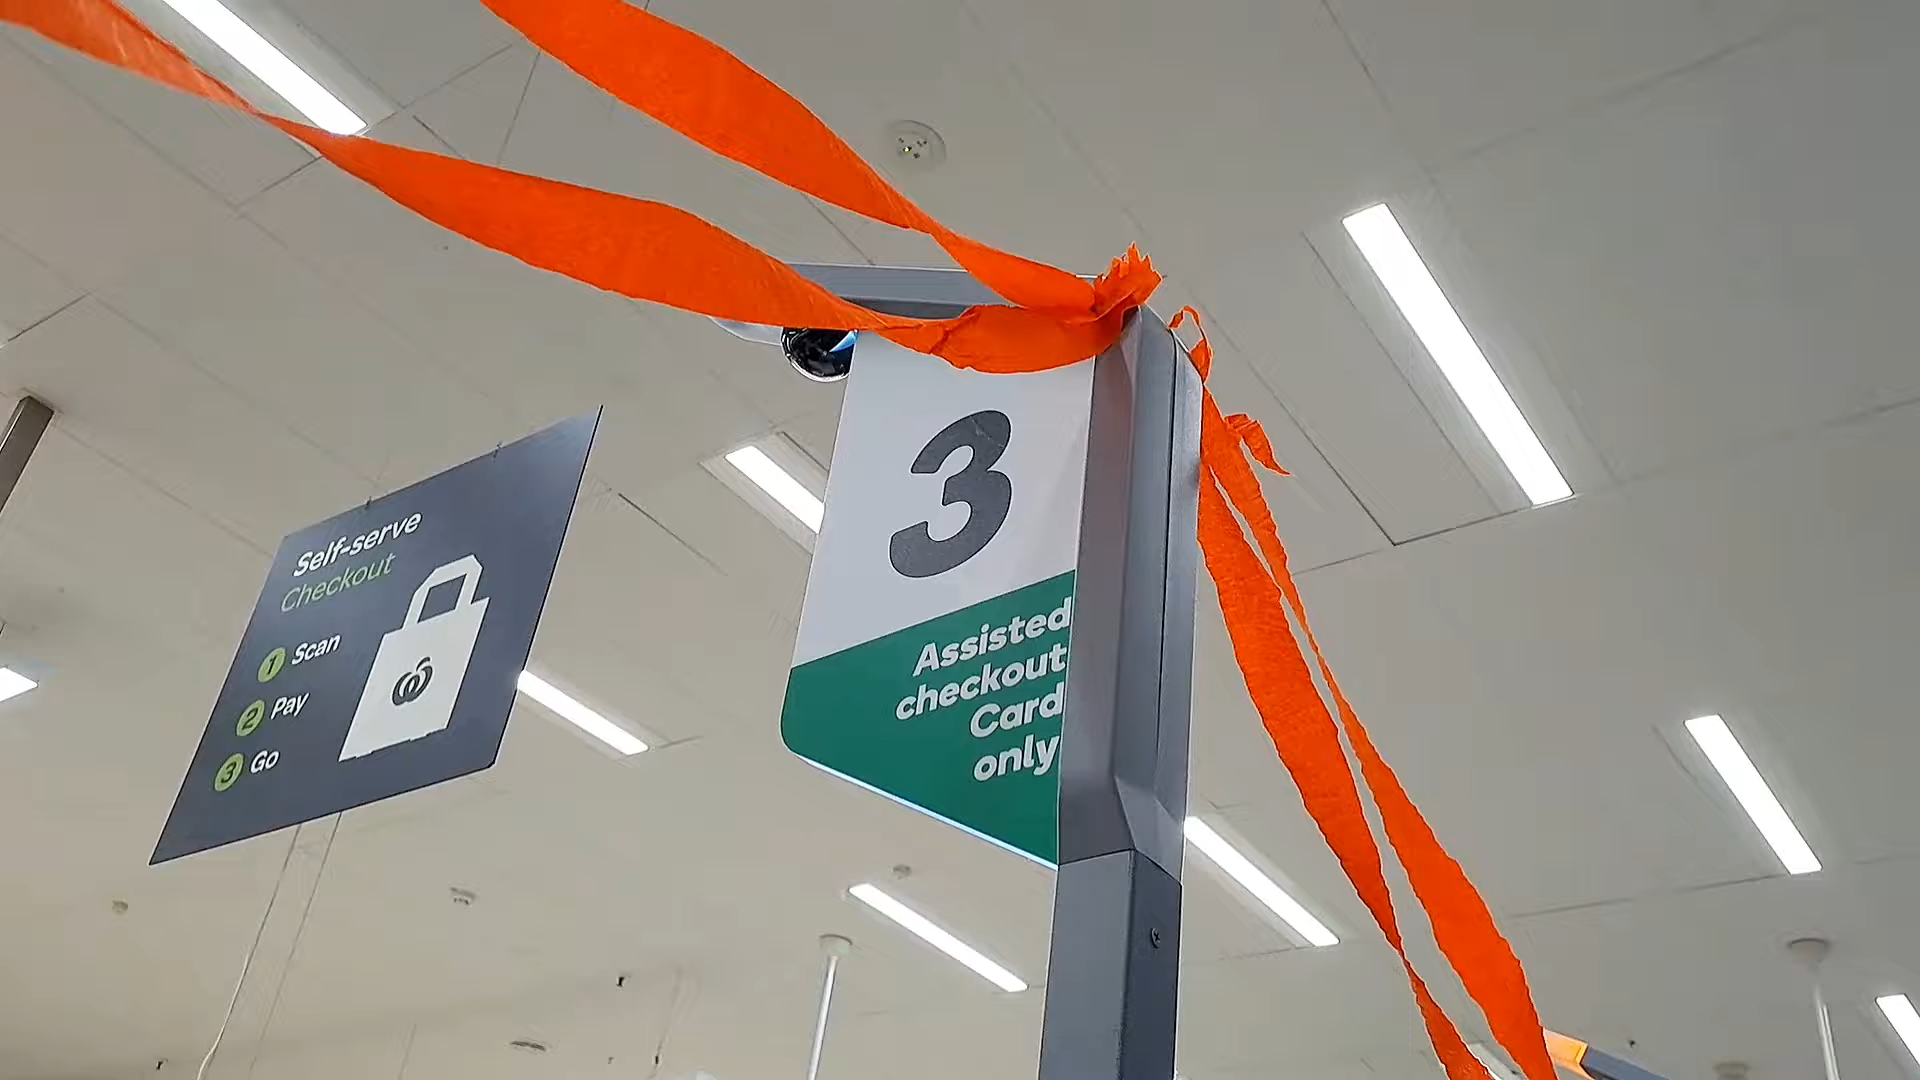 Self-serve
Checkout
1 Scan
2 Pay
3 Go
3
Assisted
checkout
Card
only